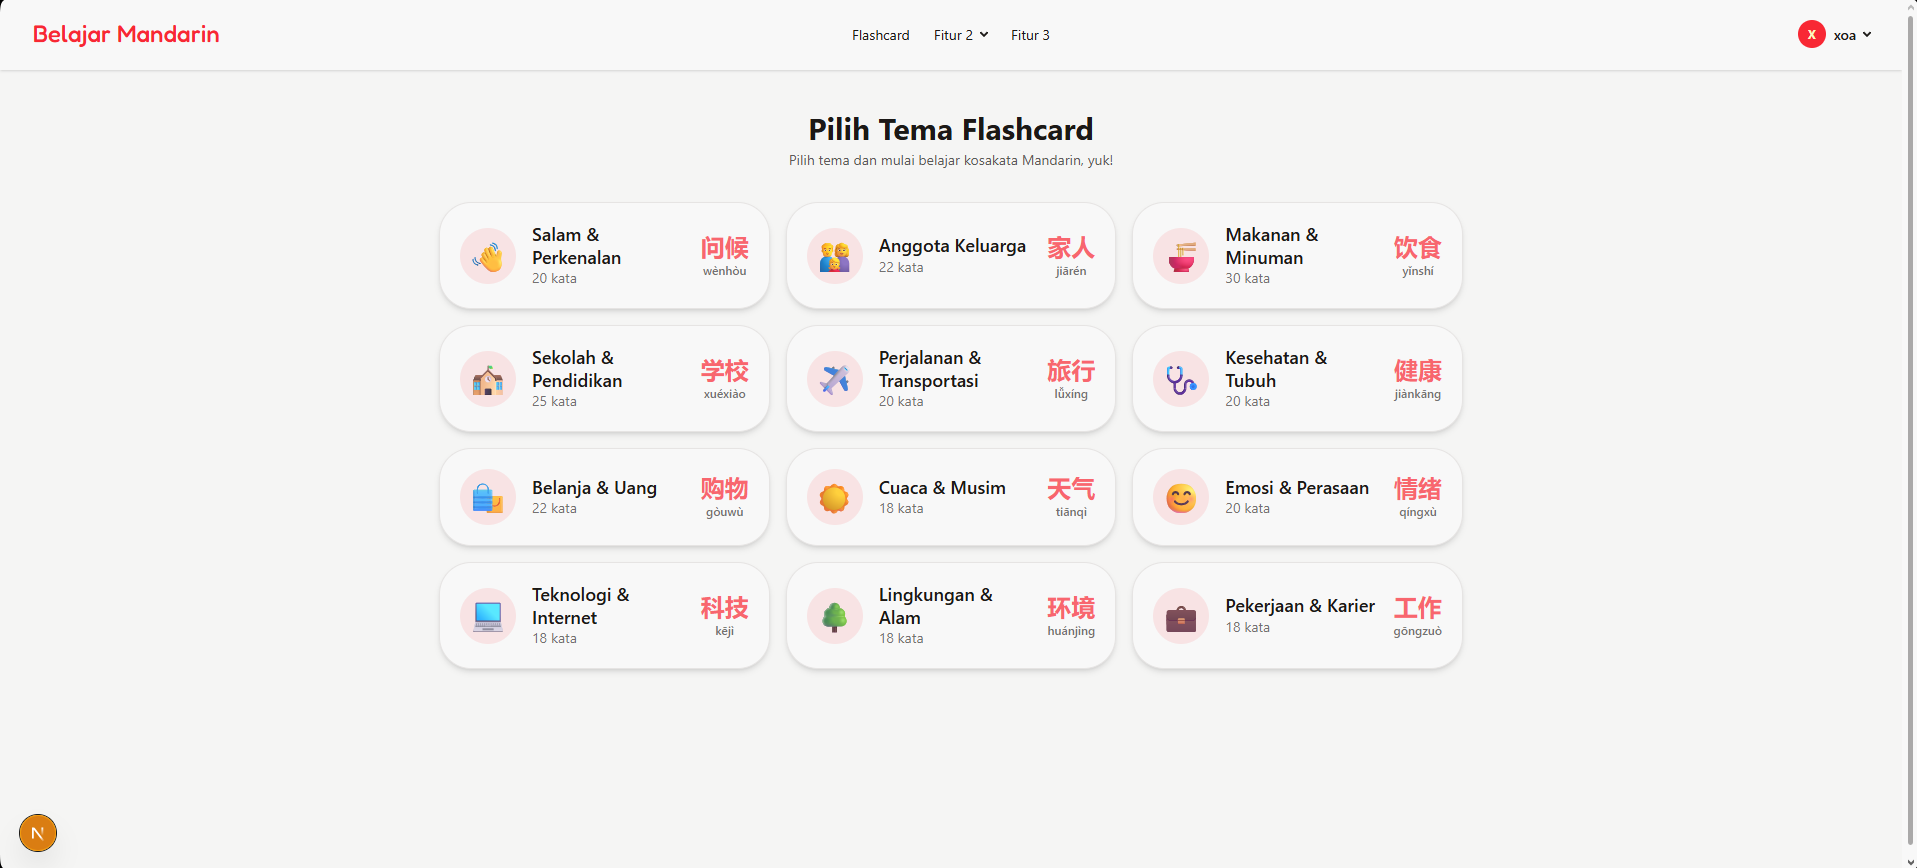 Belajar Mandarin
Flashcard
Fitur 2
Fitur 3
X
xoa
Pilih Tema Flashcard
Pilih tema dan mulai belajar kosakata Mandarin, yuk!
Salam &
Perkenalan
20 kata
问候
wènhòu
Anggota Keluarga
22 kata
家人
jiārén
Makanan &
Minuman
30 kata
饮食
yǐnshí
Sekolah &
Pendidikan
25 kata
学校
xuéxiào
Perjalanan &
Transportasi
20 kata
旅行
lǚxíng
Kesehatan &
Tubuh
20 kata
健康
jiànkāng
Belanja & Uang
22 kata
购物
gòuwù
Cuaca & Musim
18 kata
天气
tiānqì
Emosi & Perasaan
20 kata
情绪
qíngxù
Teknologi &
Internet
18 kata
科技
kējì
Lingkungan &
Alam
18 kata
环境
huánjìng
Pekerjaan & Karier
18 kata
工作
gōngzuò
N